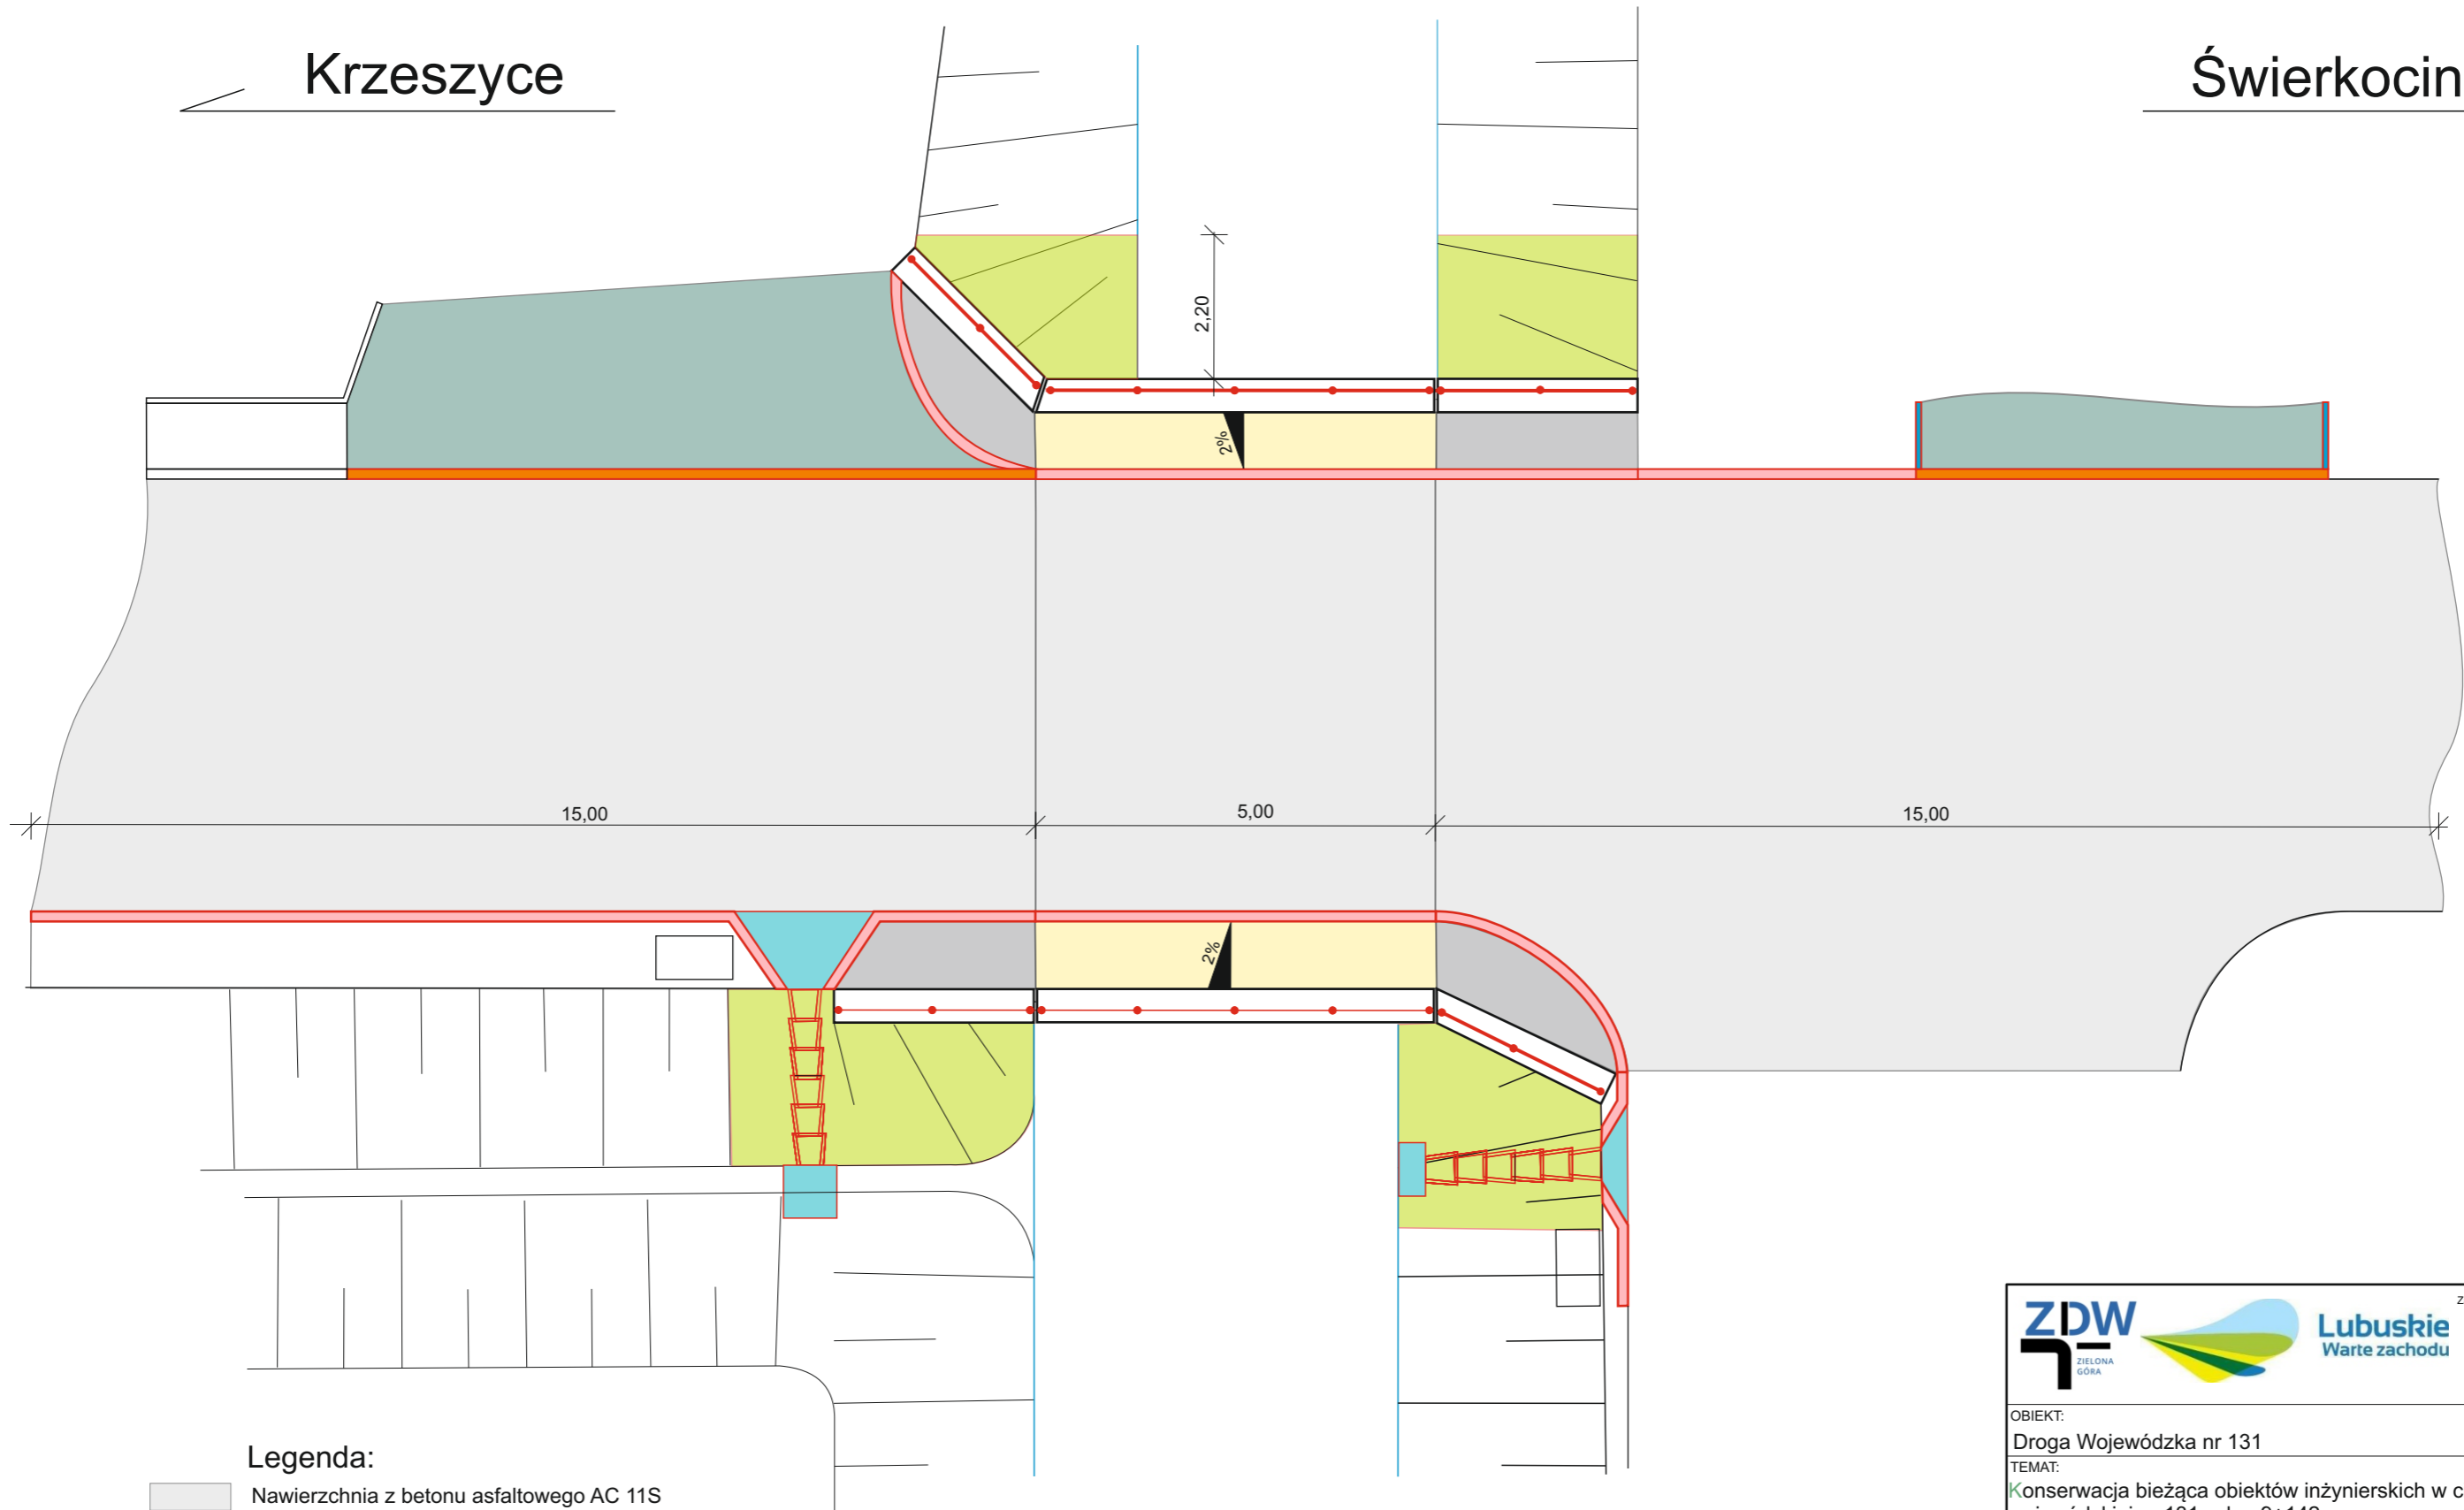 Krzeszyce
Świerkocin
2,20
2%
15,00
5,00
15,00
2%
Legenda:
Nawierzchnia z betonu asfaltowego AC 11S
ZDW
ZIELONA
GÓRA
Lubuskie
Warte zachodu
OBIEKT:
Droga Wojewódzka nr 131
TEMAT:
Konserwacja bieżąca obiektów inżynierskich w c